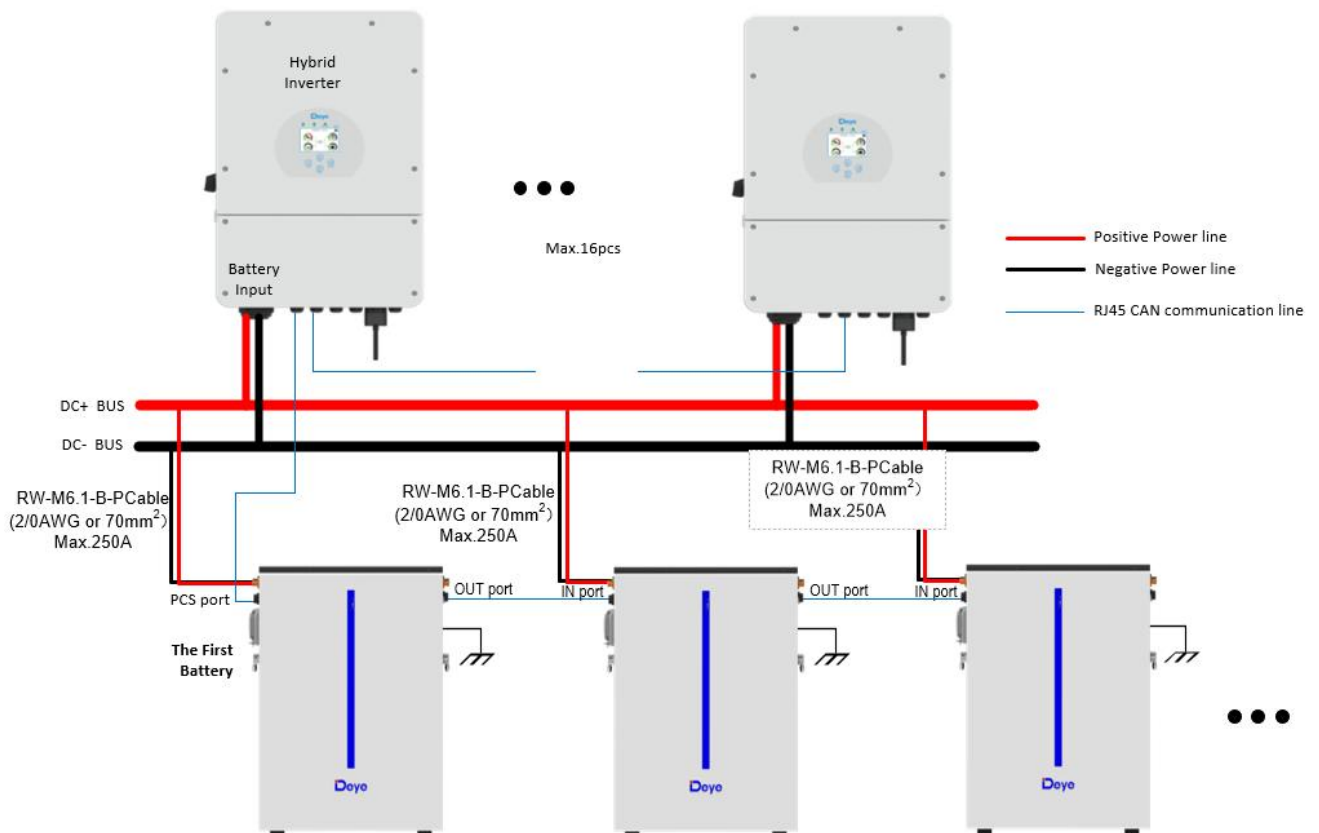 Hybrid
Inverter
Deye
Deye
Max.16pcs
Positive Power line
Negative Power line
RJ45 CAN communication line
Battery
Input
DC+ BUS
DC- BUS
RW-M6.1-B-PCable
(2/0AWG or 70mm²)
Max.250A
RW-M6.1-B-PCable
(2/0AWG or 70mm²)
Max.250A
RW-M6.1-B-PCable
(2/0AWG or 70mm²)
Max.250A
PCS port
OUT port
IN port
OUT port
IN port
The First
Battery
Deye
Deye
Deye